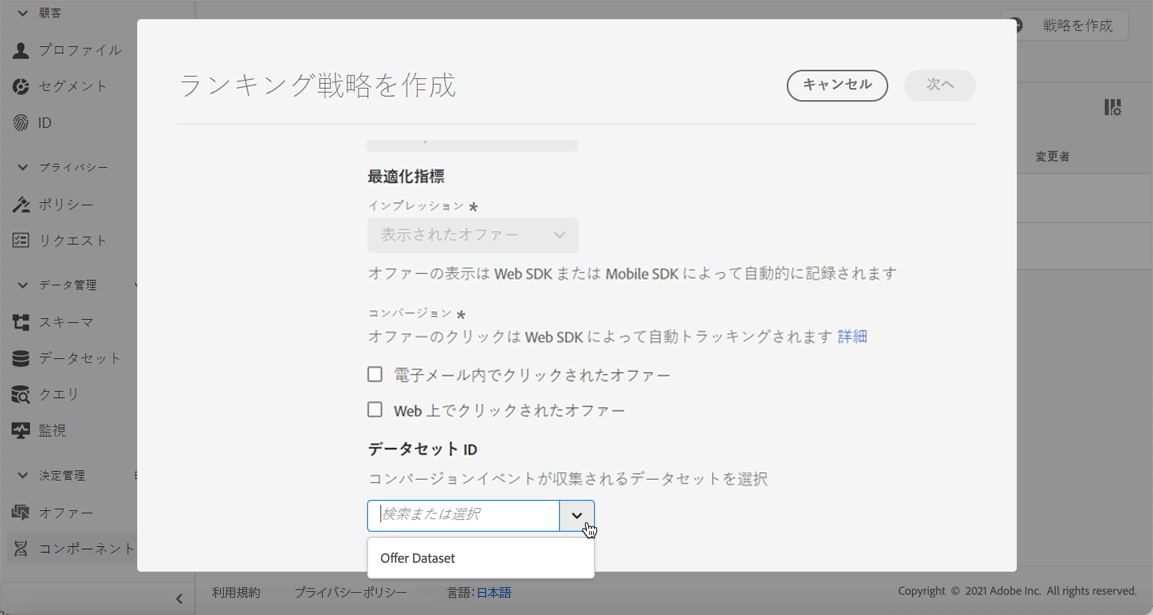 顧客
プロファイル
セグメント
ID
プライバシー
ポリシー
リクエスト
データ管理
スキーマ
データセット
クエリ
監視
決定管理
オファー
コンポーネント
戦略を作成
変更者
ランキング戦略を作成
キャンセル
次へ
最適化指標
インプレッション *
表示されたオファー
オファーの表示は Web SDK または Mobile SDK によって自動的に記録されます
コンバージョン *
オファーのクリックは Web SDK によって自動トラッキングされます 詳細
電子メール内でクリックされたオファー
Web 上でクリックされたオファー
データセット ID
コンバージョンイベントが収集されるデータセットを選択
検索または選択
Offer Dataset
利用規約 プライバシーポリシー 言語：日本語 Copyright © 2021 Adobe Inc. All rights reserved.